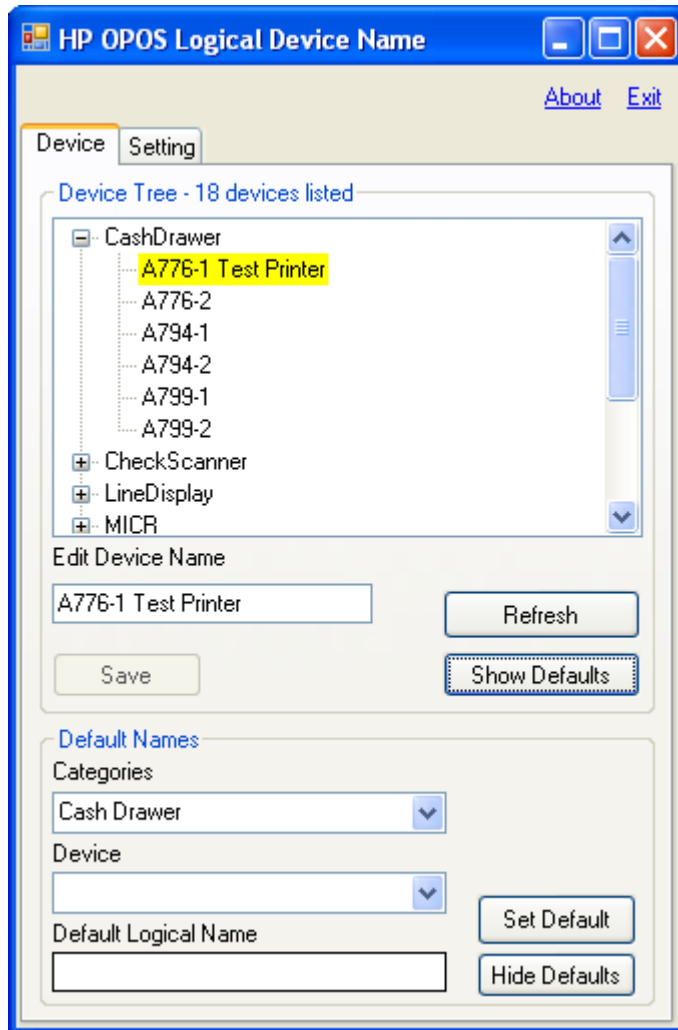 HP OPOS Logical Device Name
About Exit
Device Setting
Device Tree - 18 devices listed
CashDrawer
A776-1 Test Printer
A776-2
A794-1
A794-2
A799-1
A799-2
CheckScanner
LineDisplay
MICR
Edit Device Name
A776-1 Test Printer
Refresh
Save
Show Defaults
Default Names
Categories
Cash Drawer
Device
Set Default
Default Logical Name
Hide Defaults